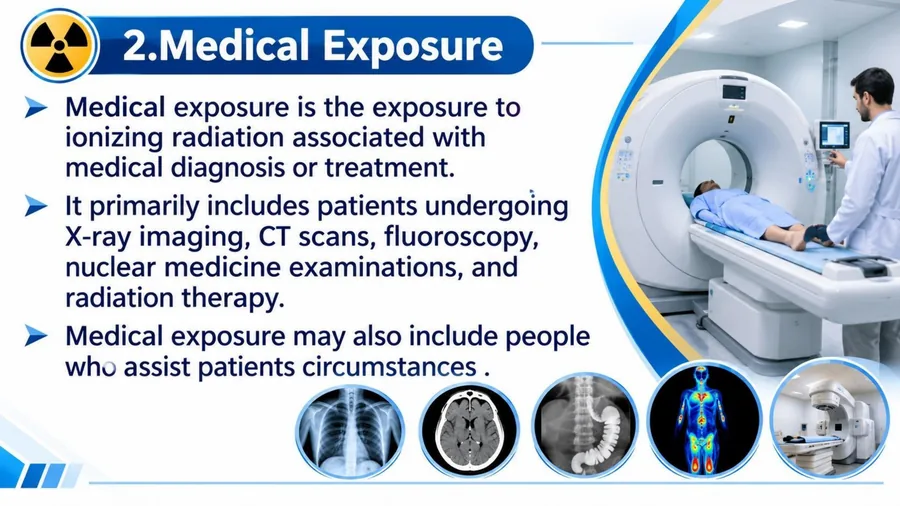 2.Medical Exposure
Medical exposure is the exposure to
ionizing radiation associated with
medical diagnosis or treatment.
It primarily includes patients undergoing
X-ray imaging, CT scans, fluoroscopy,
nuclear medicine examinations, and
radiation therapy.
Medical exposure may also include people
who assist patients circumstances .